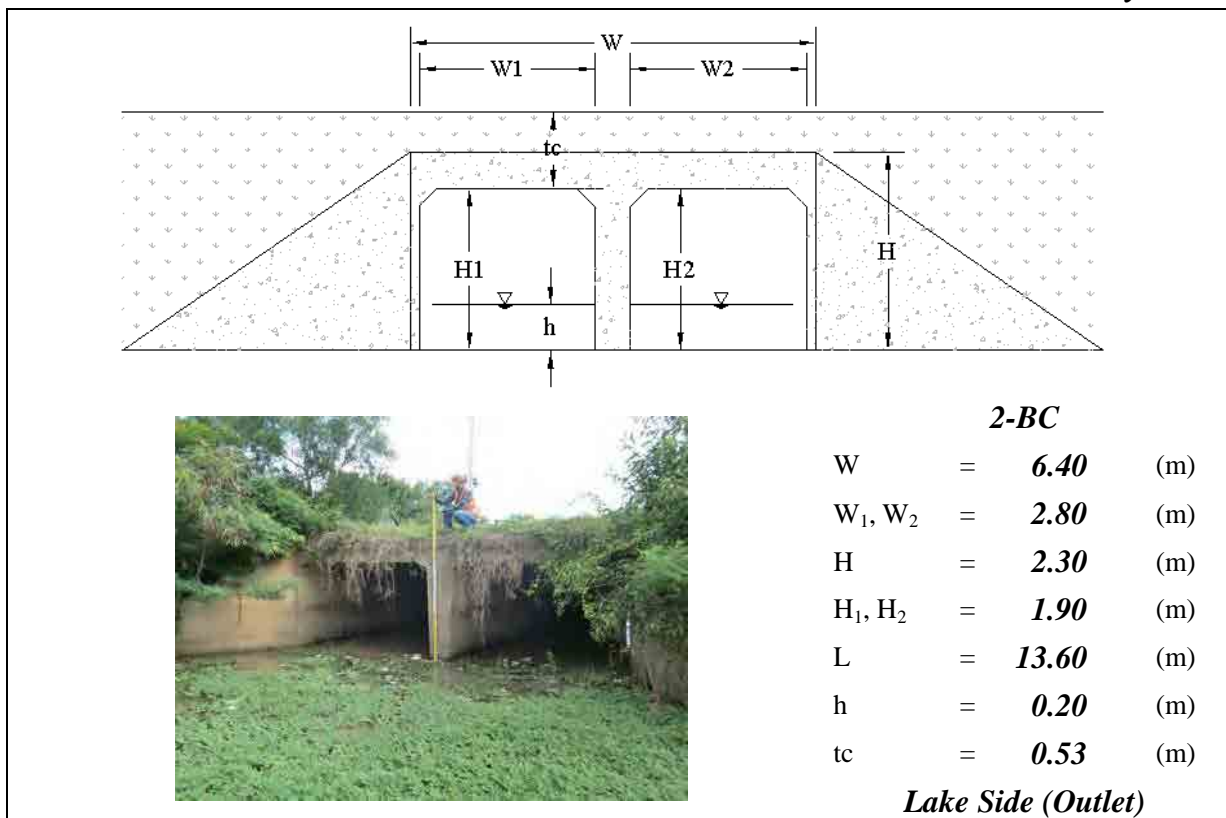 W
W1 W2
tc
H1 H2 H
h
2-BC
W = 6.40 (m)
W₁, W₂ = 2.80 (m)
H = 2.30 (m)
H₁, H₂ = 1.90 (m)
L = 13.60 (m)
h = 0.20 (m)
tc = 0.53 (m)
Lake Side (Outlet)